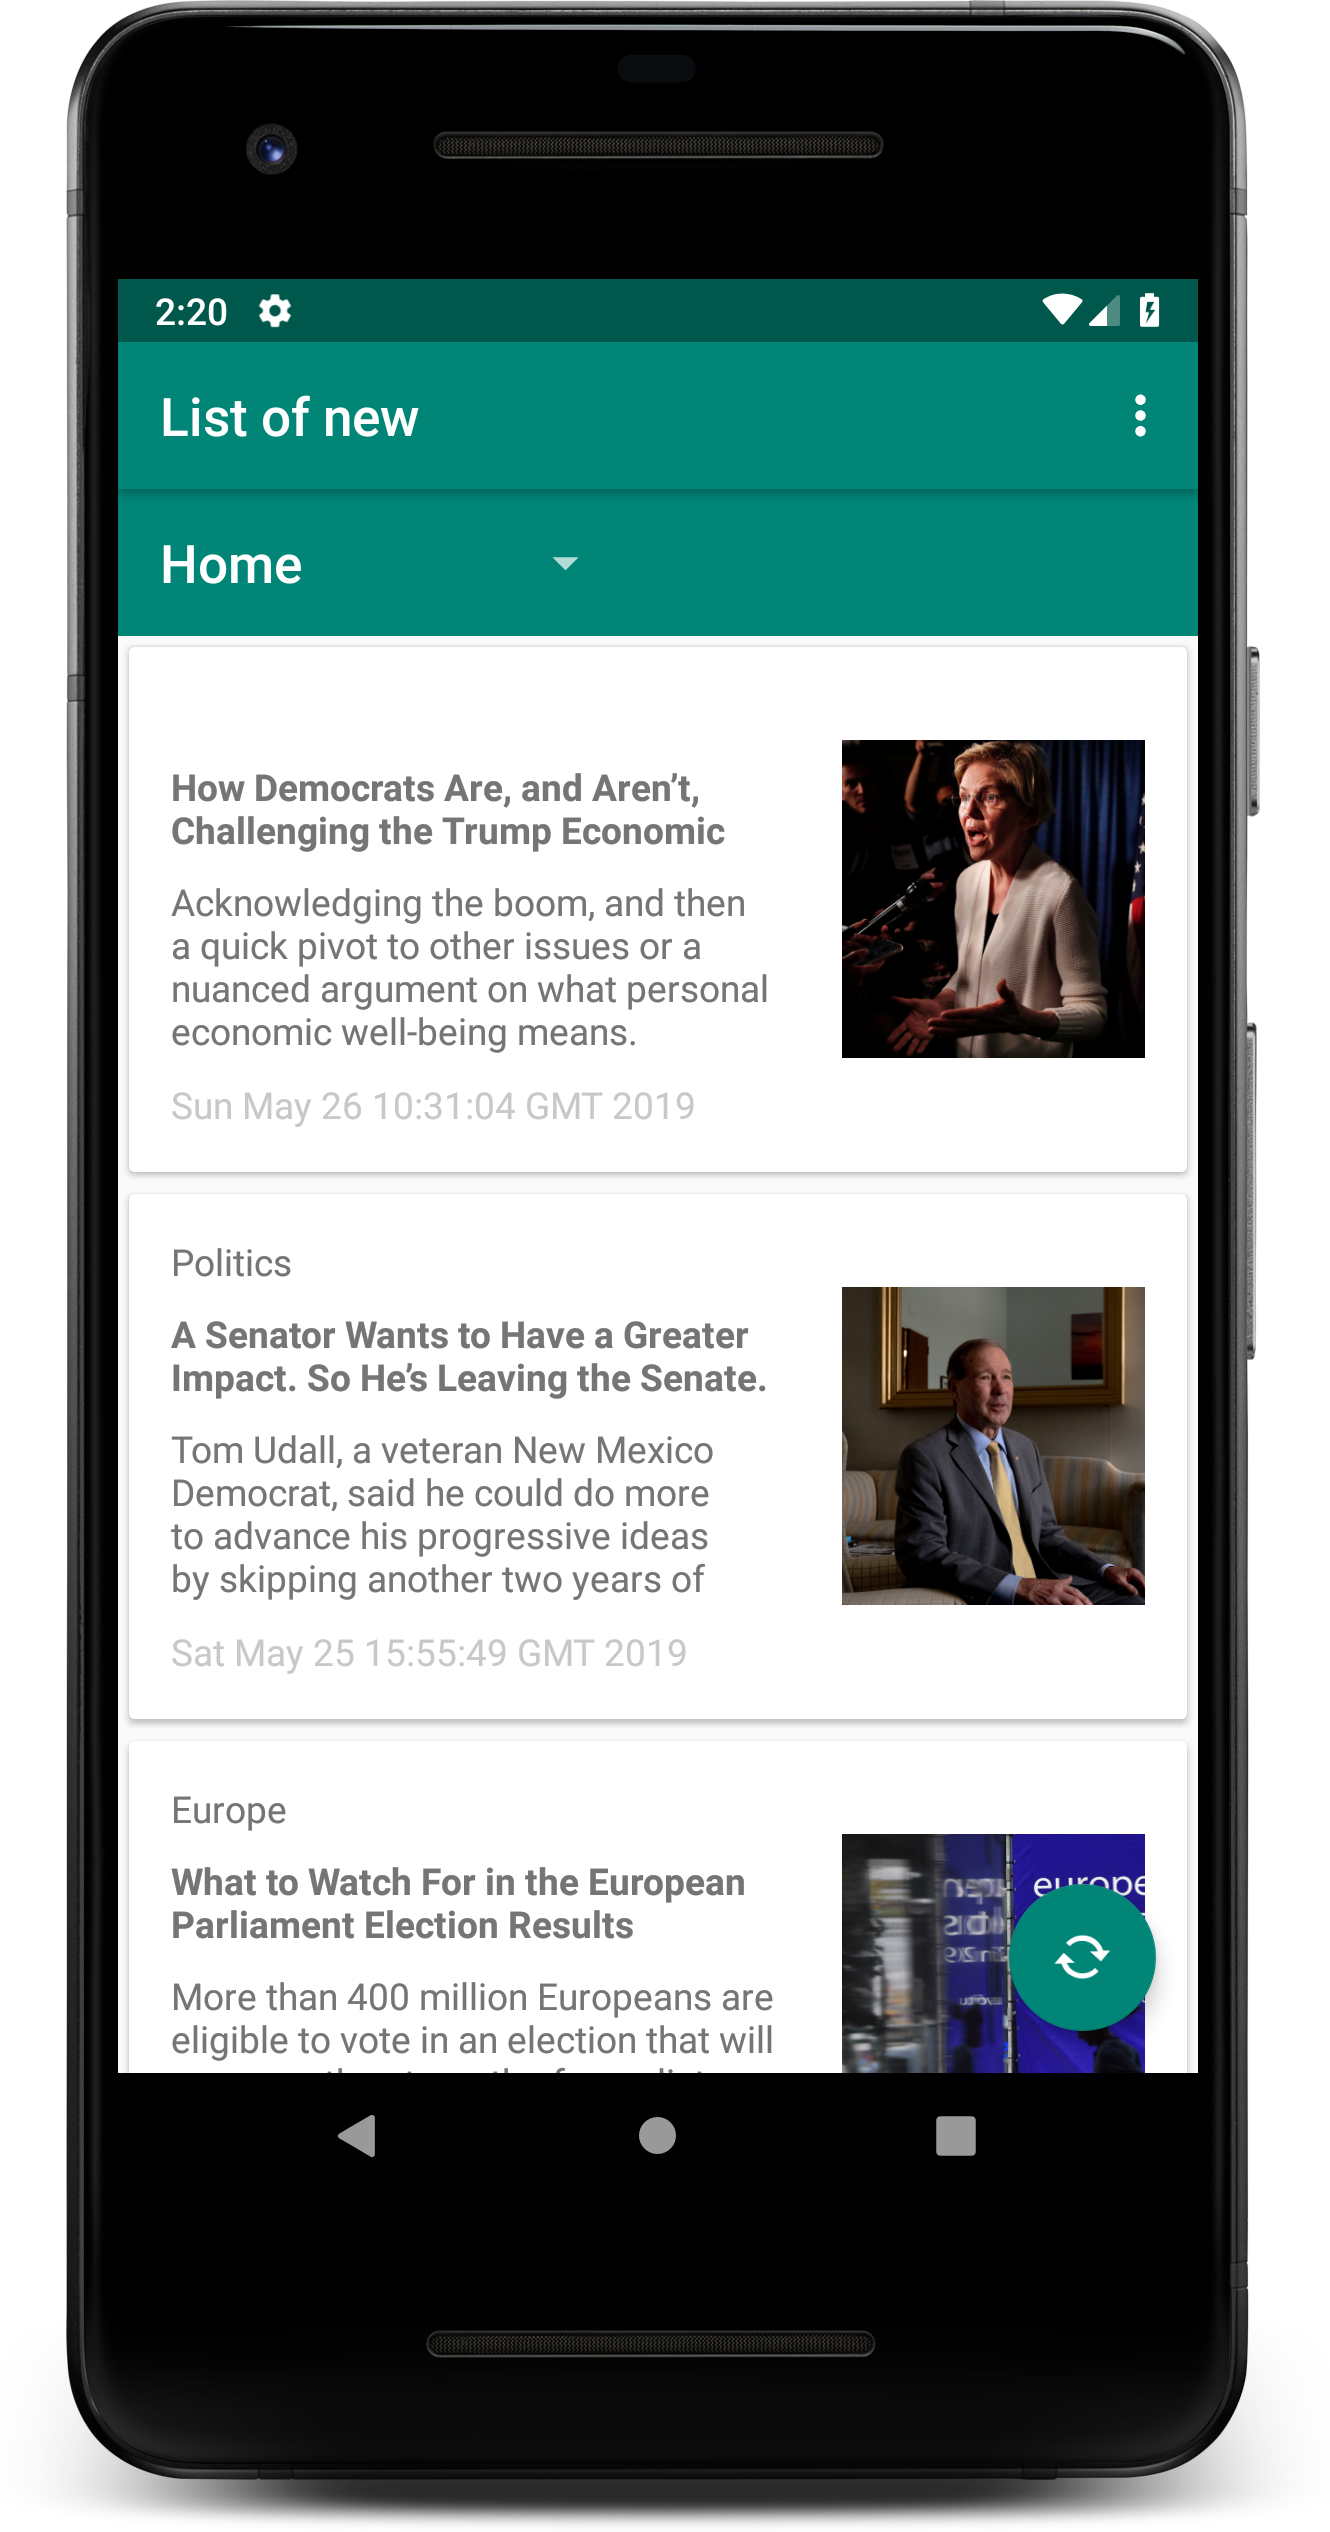 2:20
List of new
Home
How Democrats Are, and Aren’t,
Challenging the Trump Economic
Acknowledging the boom, and then
a quick pivot to other issues or a
nuanced argument on what personal
economic well-being means.
Sun May 26 10:31:04 GMT 2019
Politics
A Senator Wants to Have a Greater
Impact. So He’s Leaving the Senate.
Tom Udall, a veteran New Mexico
Democrat, said he could do more
to advance his progressive ideas
by skipping another two years of
Sat May 25 15:55:49 GMT 2019
Europe
What to Watch For in the European
Parliament Election Results
europe
More than 400 million Europeans are
eligible to vote in an election that will